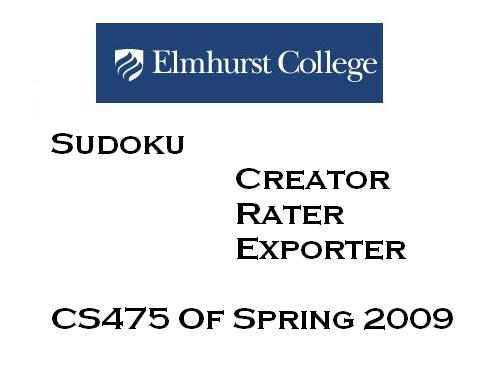 Elmhurst College
Sudoku
Creator
Rater
Exporter
CS475 Of Spring 2009